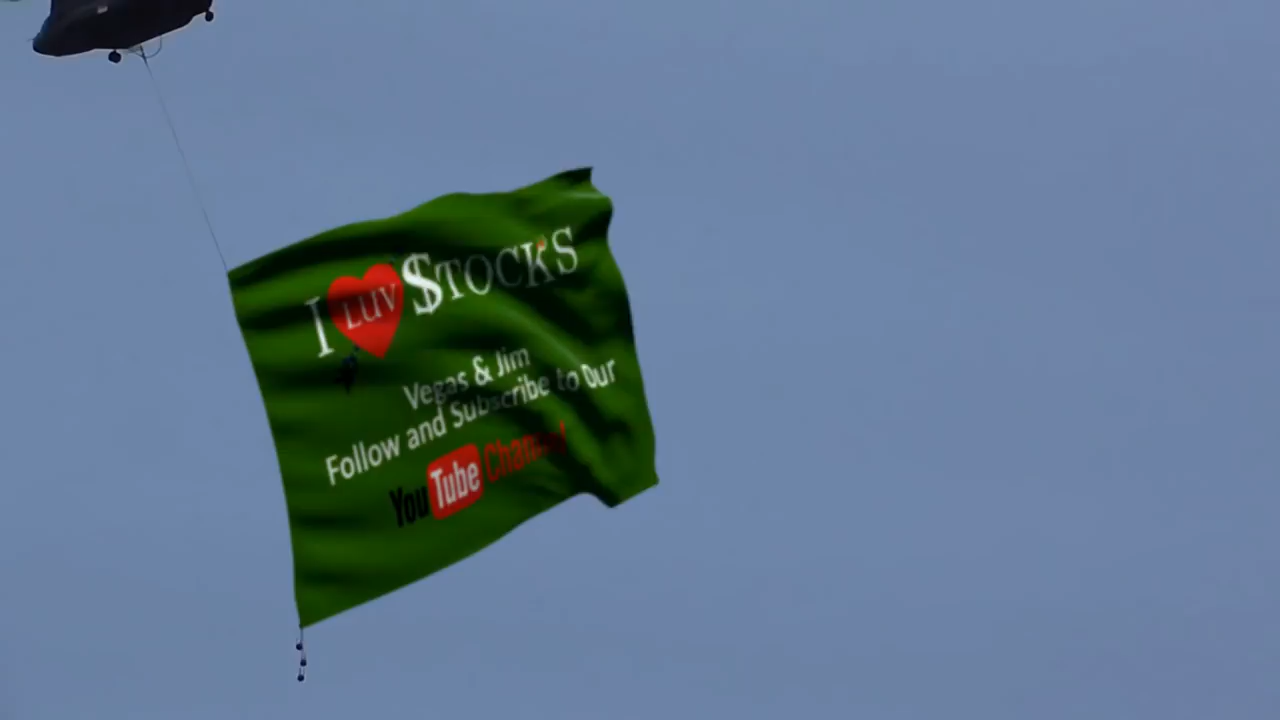 I LUV $TOCKS
Vegas & Jim
Follow and Subscribe to Our
YouTube Channel